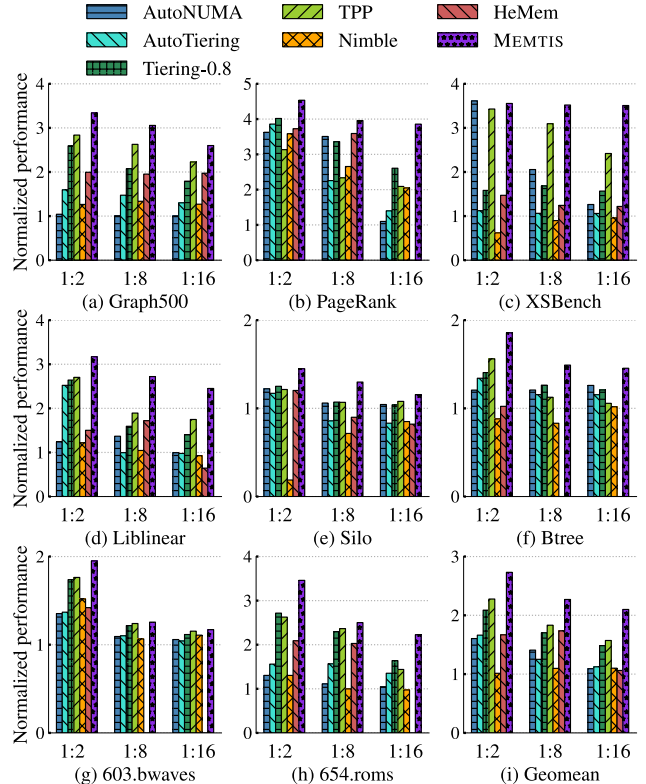 AutoNUMA TPP HeMem
AutoTiering Nimble MEMTIS
Tiering-0.8
Normalized performance
4
3
2
1
0
1:2 1:8 1:16
(a) Graph500
5
4
3
2
1
0
1:2 1:8 1:16
(b) PageRank
4
3
2
1
0
1:2 1:8 1:16
(c) XSBench
Normalized performance
4
3
2
1
0
1:2 1:8 1:16
(d) Liblinear
2
1
0
1:2 1:8 1:16
(e) Silo
2
1
0
1:2 1:8 1:16
(f) Btree
Normalized performance
2
1
0
1:2 1:8 1:16
(g) 603.bwaves
4
3
2
1
0
1:2 1:8 1:16
(h) 654.roms
3
2
1
0
1:2 1:8 1:16
(i) Geomean